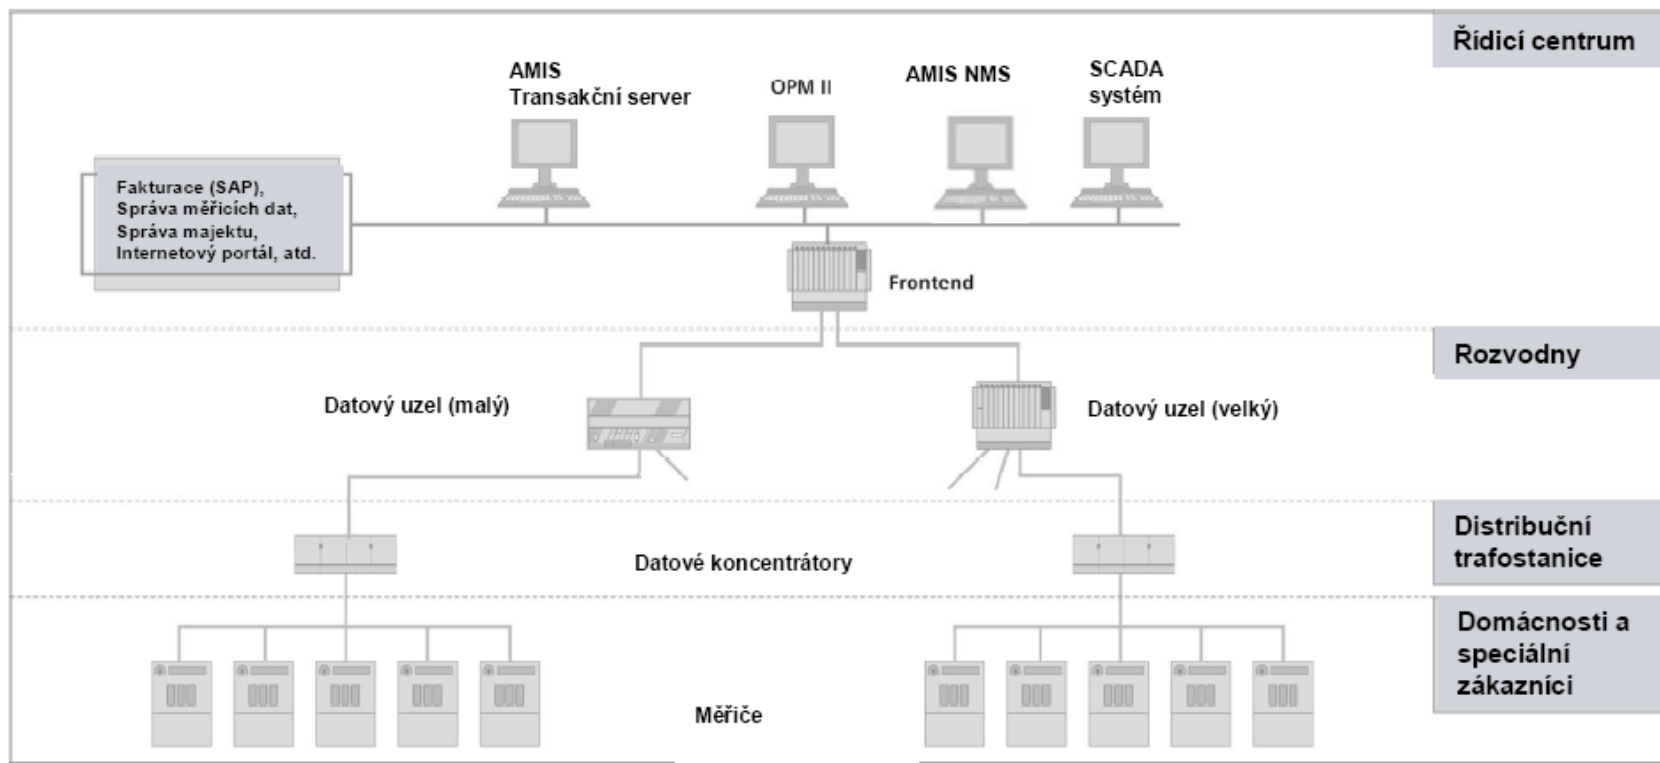 Řídicí centrum
AMIS
Transakční server
OPM II
AMIS NMS
SCADA
systém
Fakturace (SAP),
Správa měřicích dat,
Správa majektu,
Internetový portál, atd.
Frontend
Rozvodny
Datový uzel (malý)
Datový uzel (velký)
Distribuční
trafostanice
Datové koncentrátory
Domácnosti a
speciální
zákazníci
Měřiče